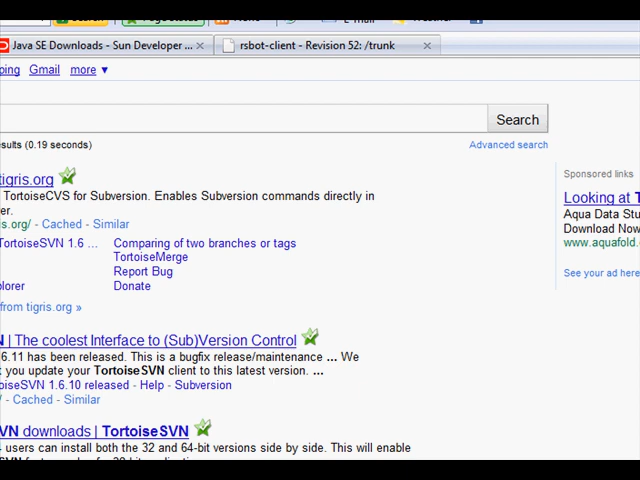 Java SE Downloads - Sun Developer ... × rsbot-client - Revision 52: /trunk ×
ping Gmail more ▼
Search
sults (0.19 seconds) Advanced search
Sponsored links
tigris.org
TortoiseCVS for Subversion. Enables Subversion commands directly in
er.
is.org/ - Cached - Similar
TortoiseSVN 1.6 ... Comparing of two branches or tags
TortoiseMerge
Report Bug
plorer Donate
from tigris.org »
Looking at T
Aqua Data Stu
Download Now
www.aquafold.
See your ad here
N | The coolest Interface to (Sub)Version Control
.6.11 has been released. This is a bugfix release/maintenance ... We
t you update your TortoiseSVN client to this latest version. ...
oiseSVN 1.6.10 released - Help - Subversion
/ - Cached - Similar
VN downloads | TortoiseSVN
users can install both the 32 and 64-bit versions side by side. This will enable